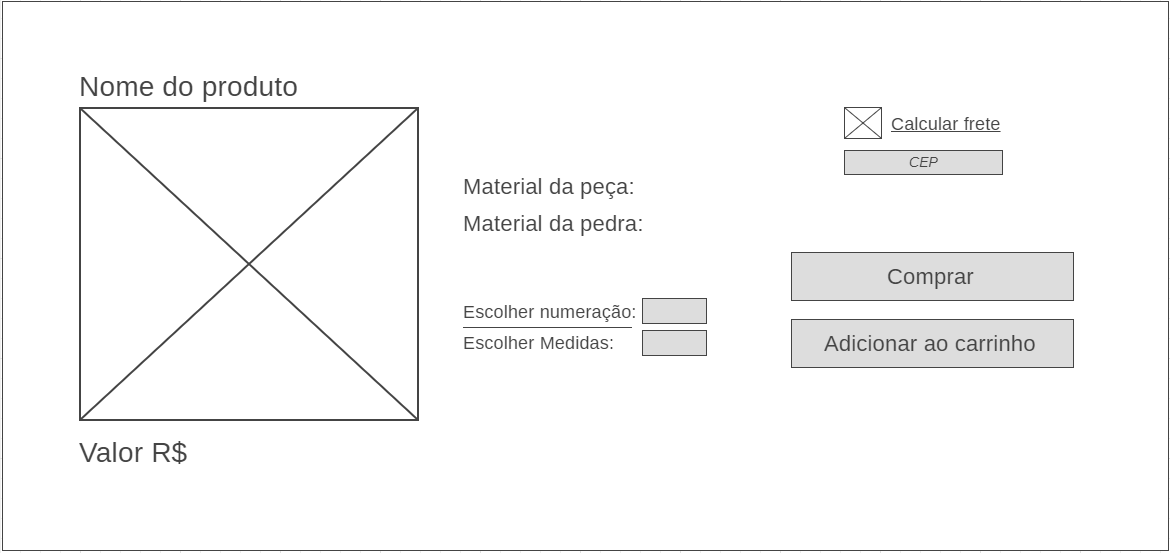 Nome do produto
Material da peça:
Material da pedra:
Escolher numeração:
Escolher Medidas:
Valor R$
Calcular frete
CEP
Comprar
Adicionar ao carrinho